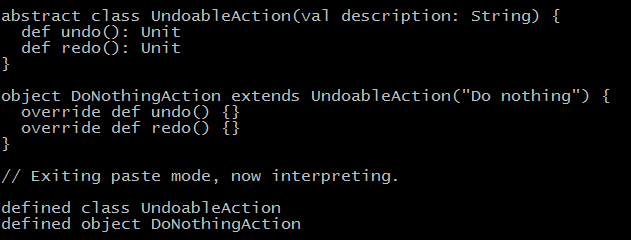 abstract class UndoableAction(val description: String) {
  def undo(): Unit
  def redo(): Unit
}

object DoNothingAction extends UndoableAction("Do nothing") {
  override def undo() {}
  override def redo() {}
}

// Exiting paste mode, now interpreting.

defined class UndoableAction
defined object DoNothingAction